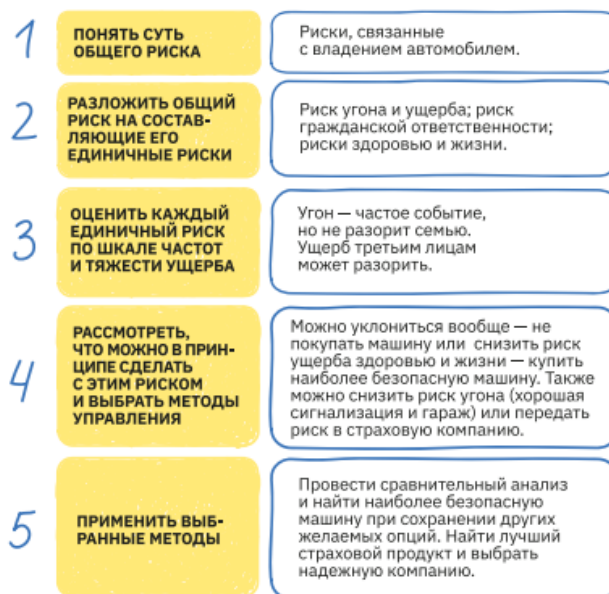 1
ПОНЯТЬ СУТЬ
ОБЩЕГО РИСКА
Риски, связанные
с владением автомобилем.
2
РАЗЛОЖИТЬ ОБЩИЙ
РИСК НА СОСТАВ-
ЛЯЮЩИЕ ЕГО
ЕДИНИЧНЫЕ РИСКИ
Риск угона и ущерба; риск
гражданской ответственности;
риски здоровью и жизни.
3
ОЦЕНИТЬ КАЖДЫЙ
ЕДИНИЧНЫЙ РИСК
ПО ШКАЛЕ ЧАСТОТ
И ТЯЖЕСТИ УЩЕРБА
Угон — частое событие,
но не разорит семью.
Ущерб третьим лицам
может разорить.
4
РАССМОТРЕТЬ,
ЧТО МОЖНО В ПРИН-
ЦИПЕ СДЕЛАТЬ
С ЭТИМ РИСКОМ
И ВЫБРАТЬ МЕТОДЫ
УПРАВЛЕНИЯ
Можно уклониться вообще — не
покупать машину или снизить риск
ущерба здоровью и жизни — купить
наиболее безопасную машину. Также
можно снизить риск угона (хорошая
сигнализация и гараж) или передать
риск в страховую компанию.
5
ПРИМЕНИТЬ ВЫБ-
РАННЫЕ МЕТОДЫ
Провести сравнительный анализ
и найти наиболее безопасную
машину при сохранении других
желаемых опций. Найти лучший
страховой продукт и выбрать
надежную компанию.